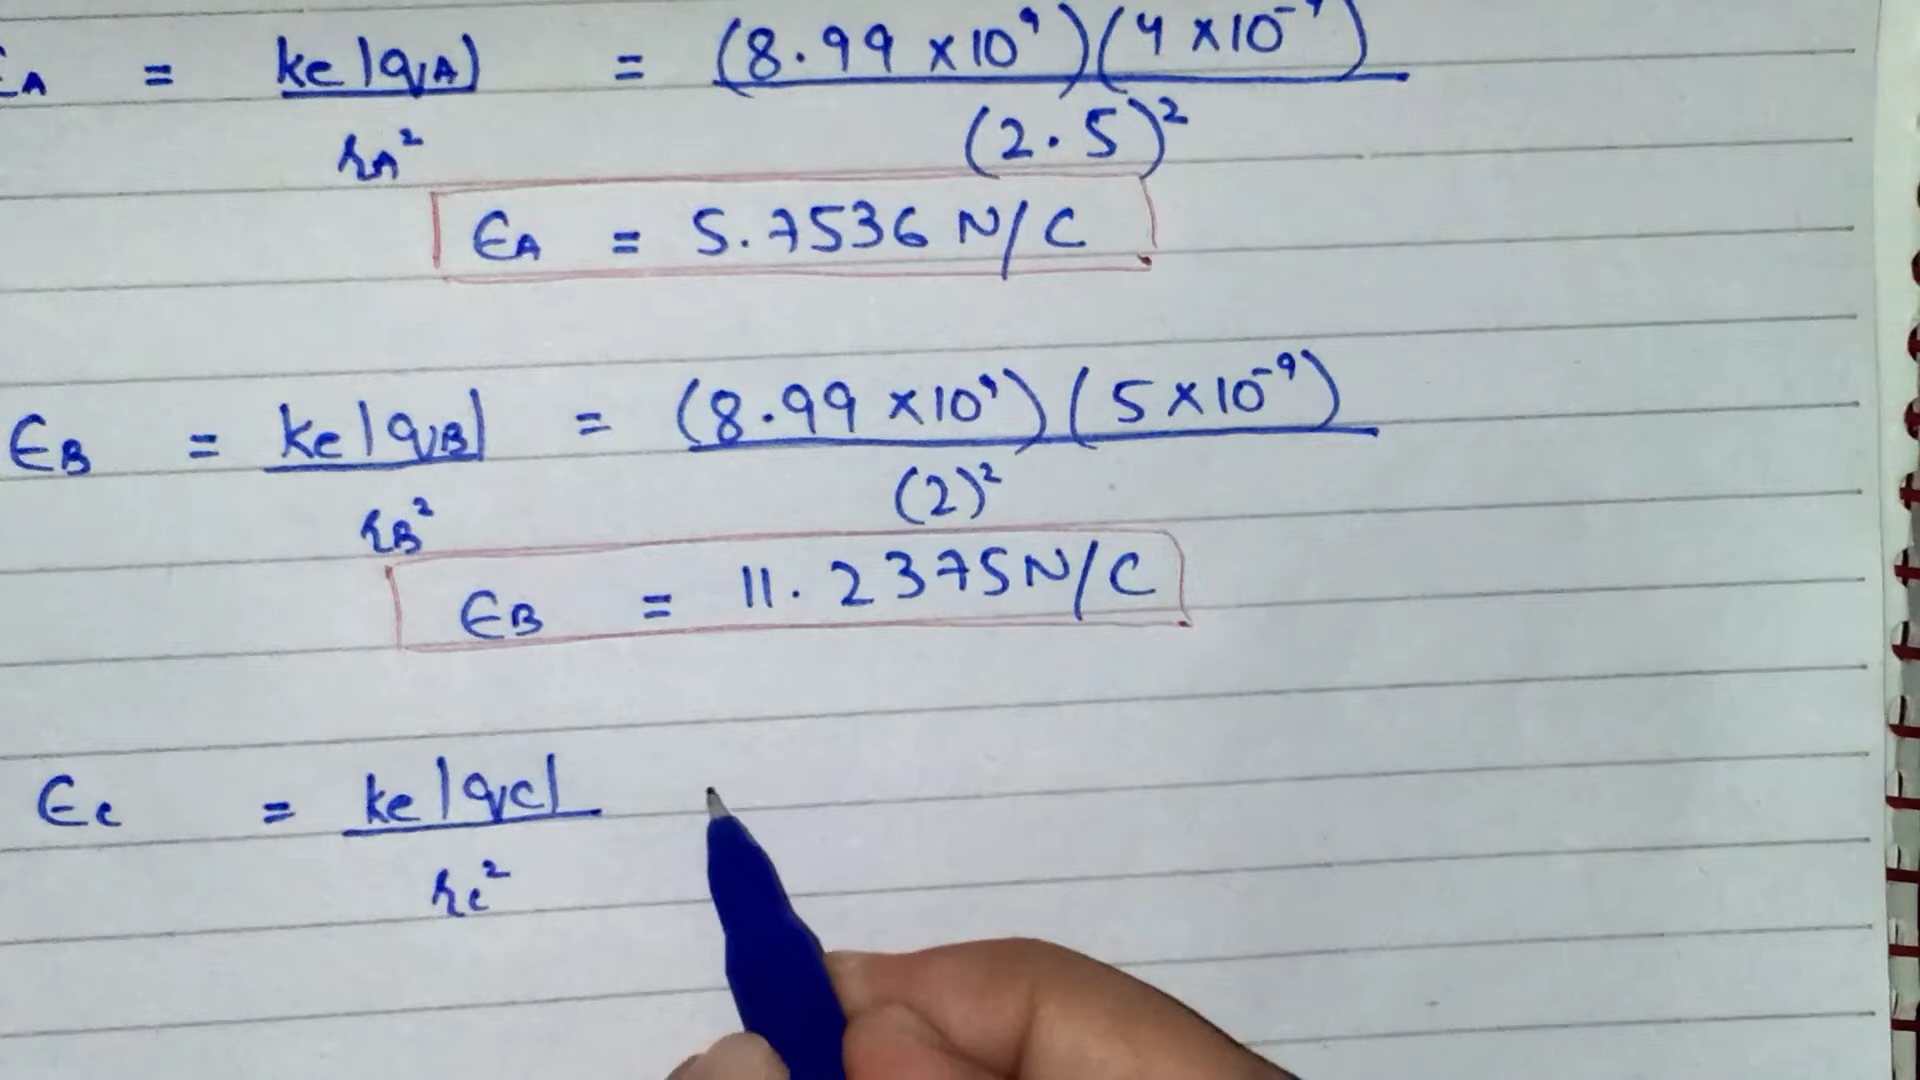 EA = ke|qA| / rA² = (8.99 ×10⁹)(4 ×10⁻⁹) / (2.5)²
EA = 5.7536 N/C
EB = ke|qB| / rB² = (8.99 ×10⁹)(5 ×10⁻⁹) / (2)²
EB = 11.2375 N/C
Ec = ke|qc| / rc²